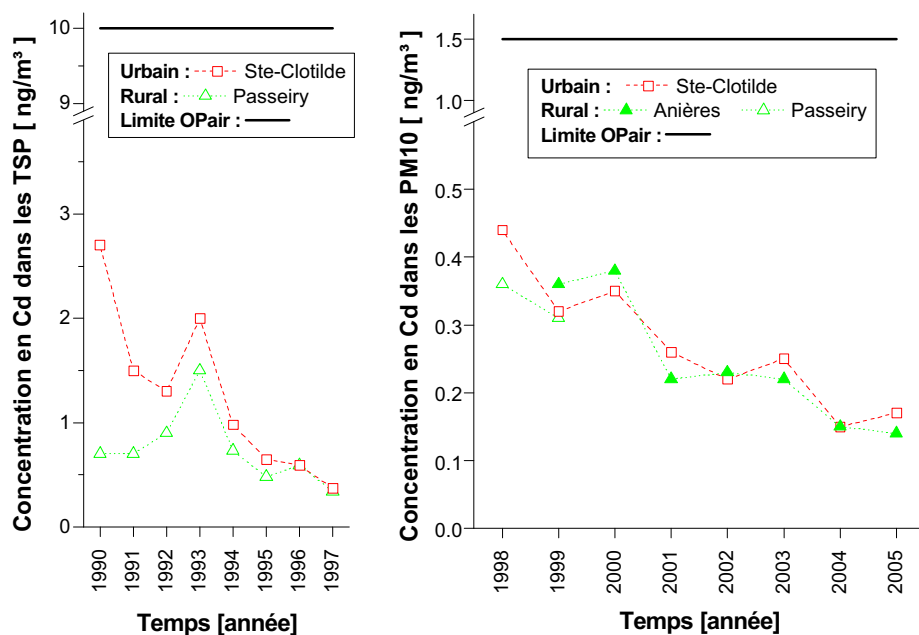 Concentration en Cd dans les TSP [ ng/m³ ]
10
9
3
2
1
0
Urbain : Ste-Clotilde
Rural : Passeiry
Limite OPair :
1990 1991 1992 1993 1994 1995 1996 1997
Temps [année]
Concentration en Cd dans les PM10 [ ng/m³ ]
1.5
1.0
0.5
0.4
0.3
0.2
0.1
0.0
Urbain : Ste-Clotilde
Rural : Anières Passeiry
Limite OPair :
1998 1999 2000 2001 2002 2003 2004 2005
Temps [année]